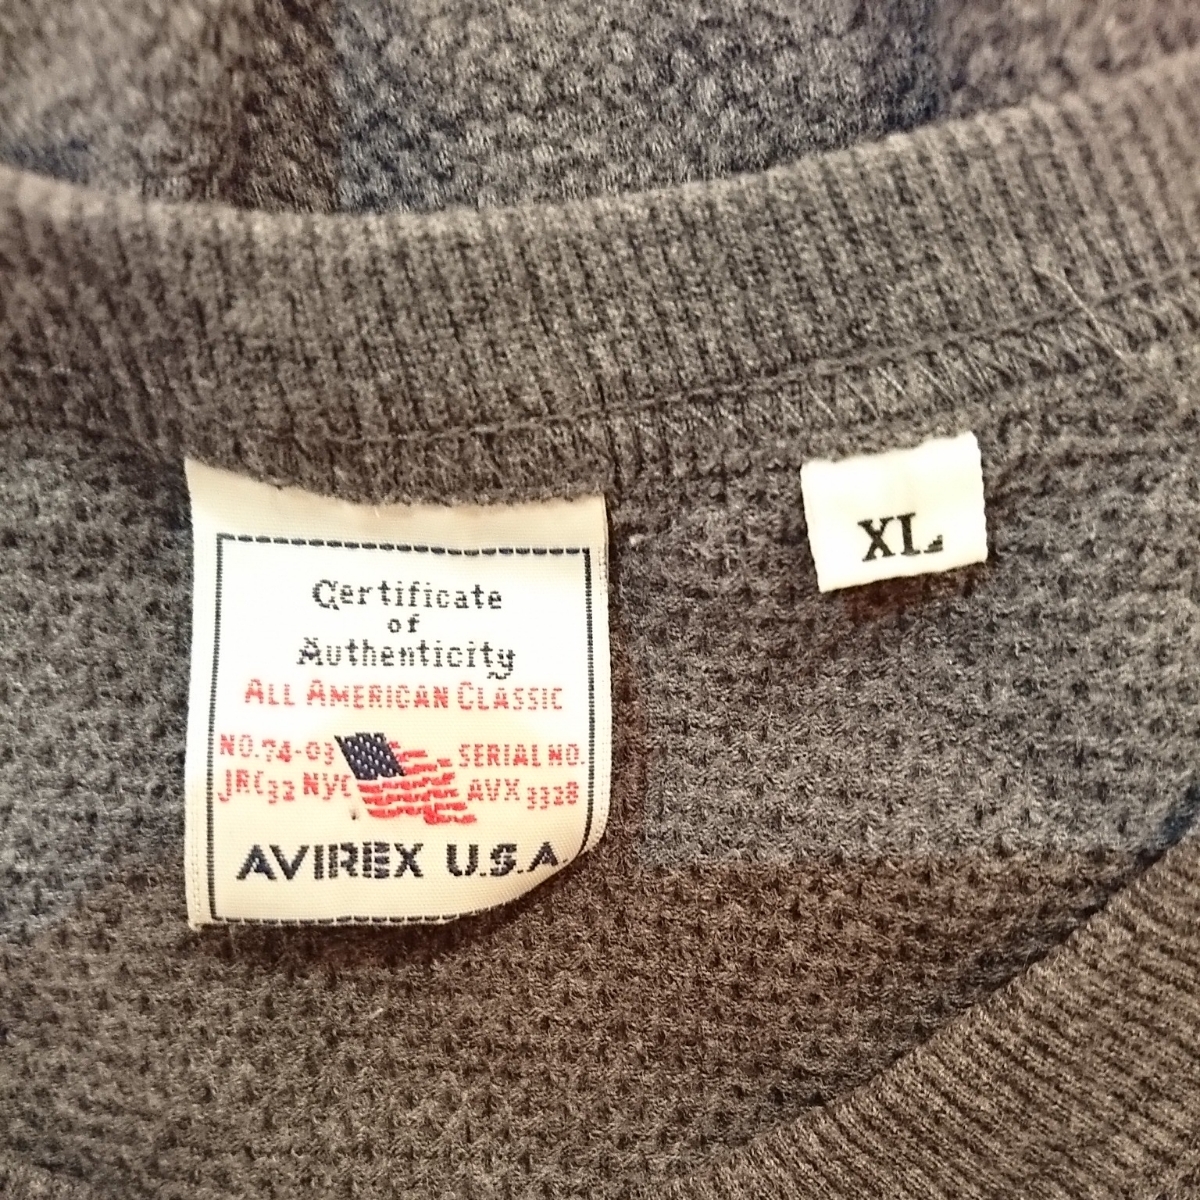 Certificate
of
Authenticity
ALL AMERICAN CLASSIC
NO.74-03 SERIAL NO.
JRC32 NYC AVX 3328
AVIREX U.S.A.
XL